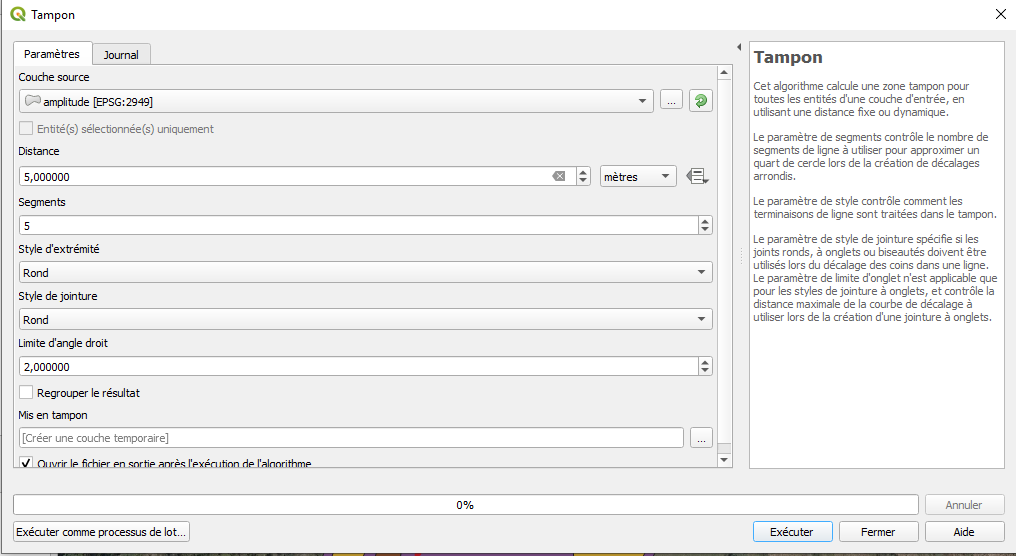 Tampon
Paramètres
Journal
Couche source
amplitude [EPSG:2949]
...
Entité(s) sélectionnée(s) uniquement
Distance
5,000000
mètres
Segments
5
Style d'extrémité
Rond
Style de jointure
Rond
Limite d'angle droit
2,000000
Regrouper le résultat
Mis en tampon
[Créer une couche temporaire]
...
Ouvrir le fichier en sortie après l'exécution de l'algorithme
Tampon
Cet algorithme calcule une zone tampon pour
toutes les entités d'une couche d'entrée, en
utilisant une distance fixe ou dynamique.
Le paramètre de segments contrôle le nombre de
segments de ligne à utiliser pour approximer un
quart de cercle lors de la création de décalages
arrondis.
Le paramètre de style contrôle comment les
terminaisons de ligne sont traitées dans le tampon.
Le paramètre de style de jointure spécifie si les
joints ronds, à onglets ou biseautés doivent être
utilisés lors du décalage des coins dans une ligne.
Le paramètre de limite d'onglet n'est applicable que
pour les styles de jointure à onglets, et contrôle la
distance maximale de la courbe de décalage à
utiliser lors de la création d'une jointure à onglets.
0%
Annuler
Exécuter comme processus de lot...
Exécuter
Fermer
Aide